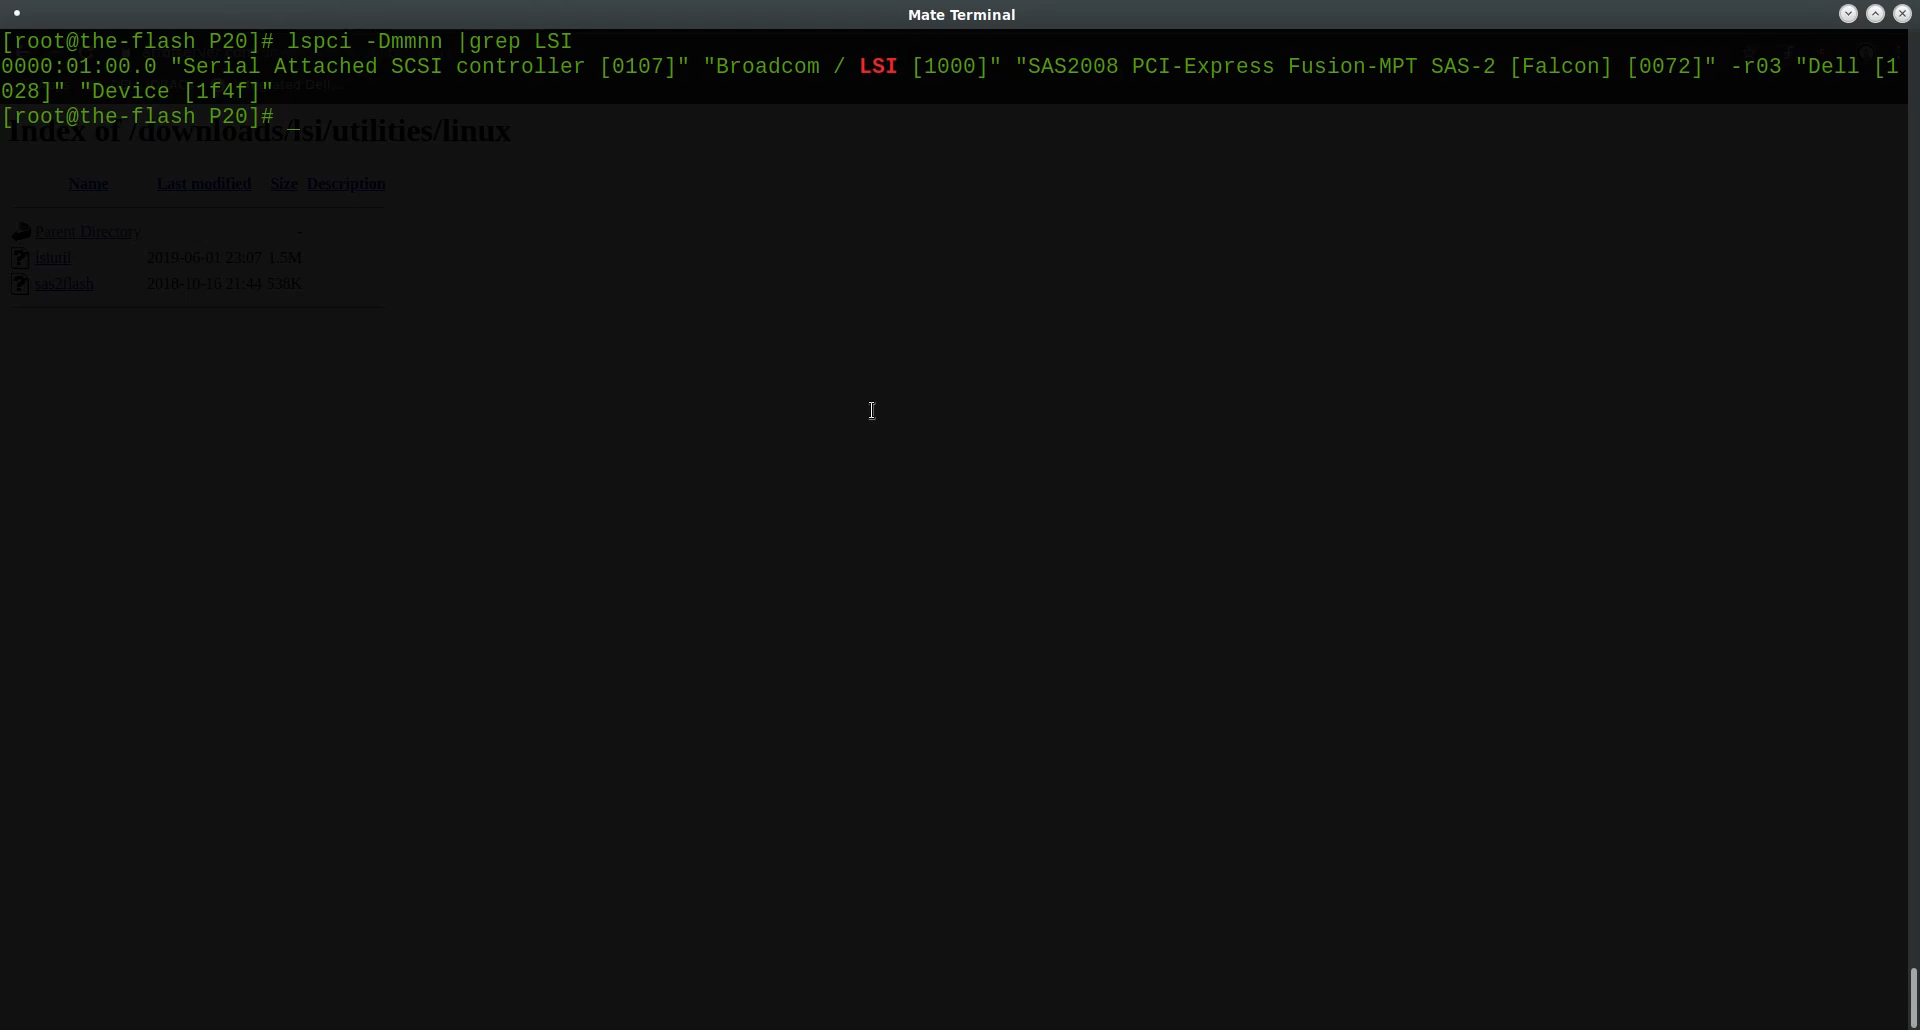 Mate Terminal
[root@the-flash P20]# lspci -Dmmnn |grep LSI
0000:01:00.0 "Serial Attached SCSI controller [0107]" "Broadcom / LSI [1000]" "SAS2008 PCI-Express Fusion-MPT SAS-2 [Falcon] [0072]" -r03 "Dell [1
028]" "Device [1f4f]"
[root@the-flash P20]# _
Index of /downloads/lsi/utilities/linux
Name Last modified Size Description
Parent Directory -
lsiutil 2019-06-01 23:07 1.5M
sas2flash 2018-10-16 21:44 538K